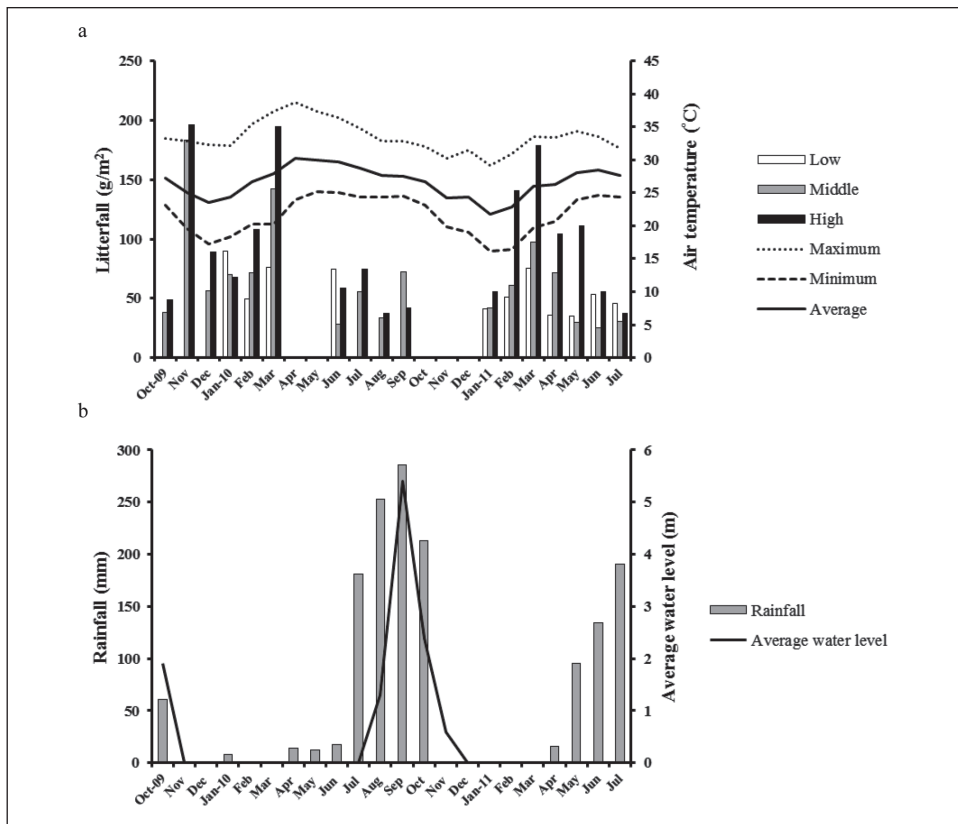 a
Litterfall (g/m²)
250
200
150
100
50
0
45
40
35
30
25
20
15
10
5
0
Air temperature (°C)
Oct-09 Nov Dec Jan-10 Feb Mar Apr May Jun Jul Aug Sep Oct Nov Dec Jan-11 Feb Mar Apr May Jun Jul
Low
Middle
High
Maximum
Minimum
Average
b
Rainfall (mm)
300
250
200
150
100
50
0
6
5
4
3
2
1
0
Average water level (m)
Oct-09 Nov Dec Jan-10 Feb Mar Apr May Jun Jul Aug Sep Oct Nov Dec Jan-11 Feb Mar Apr May Jun Jul
Rainfall
Average water level